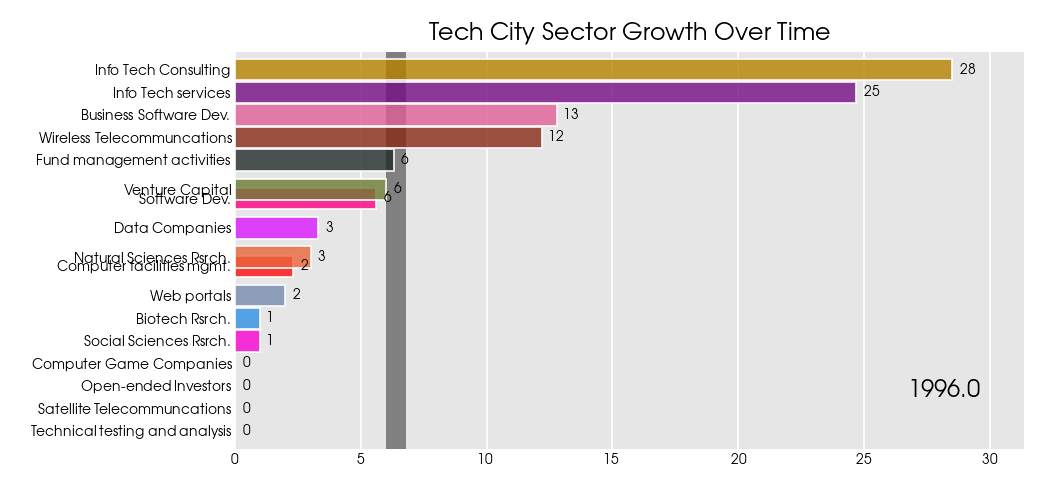 Tech City Sector Growth Over Time
Info Tech Consulting 28
Info Tech services 25
Business Software Dev. 13
Wireless Telecommuncations 12
Fund management activities 6
Venture Capital 6
Software Dev. 6
Data Companies 3
Natural Sciences Rsrch. 3
Computer facilities mgmt. 2
Web portals 2
Biotech Rsrch. 1
Social Sciences Rsrch. 1
Computer Game Companies 0
Open-ended Investors 0
1996.0
Satellite Telecommuncations 0
Technical testing and analysis 0
0 5 10 15 20 25 30